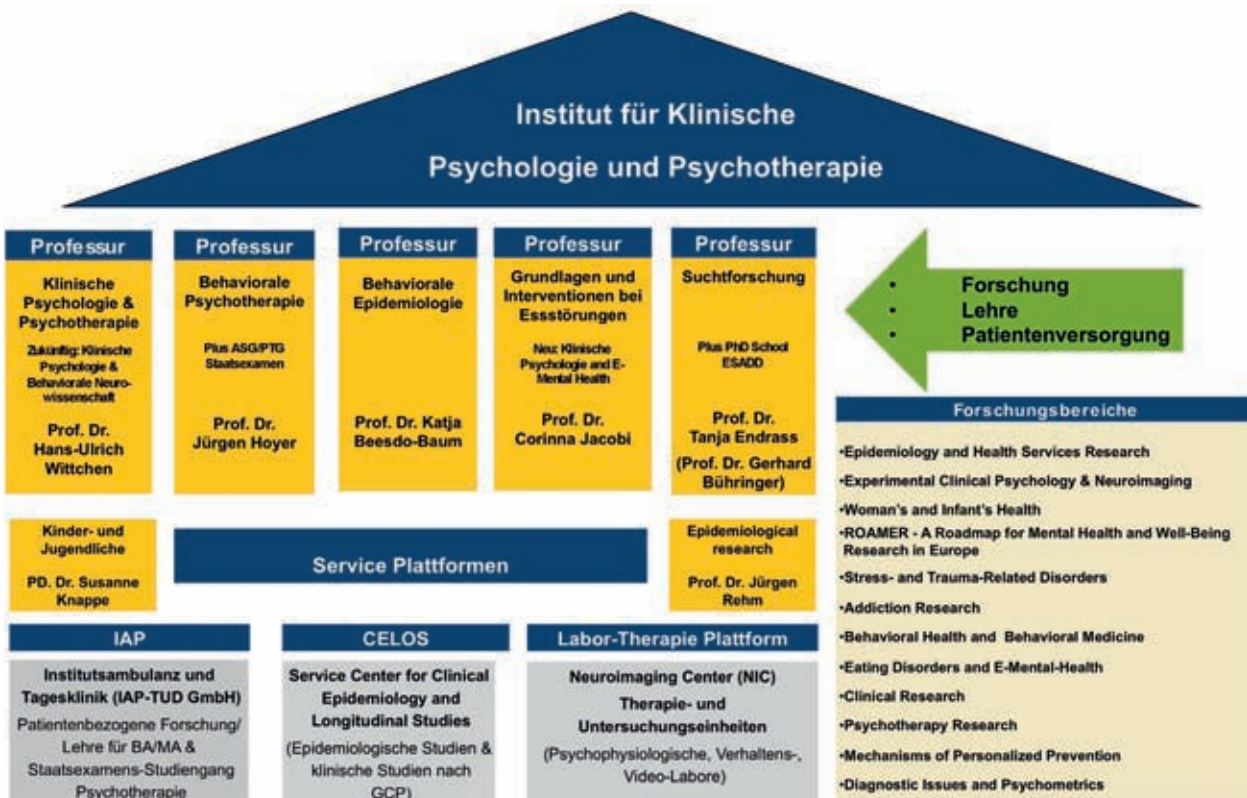 Institut für Klinische
Psychologie und Psychotherapie
Professur
Klinische
Psychologie &
Psychotherapie
Zukünftig: Klinische
Psychologie &
Behaviorale Neuro-
wissenschaft
Prof. Dr.
Hans-Ulrich
Wittchen
Professur
Behaviorale
Psychotherapie
Plus ASG/PTG
Staatsexamen
Prof. Dr.
Jürgen Hoyer
Professur
Behaviorale
Epidemiologie
Prof. Dr. Katja
Beesdo-Baum
Professur
Grundlagen und
Interventionen bei
Essstörungen
Neu: Klinische
Psychologie and E-
Mental Health
Prof. Dr.
Corinna Jacobi
Professur
Suchtforschung
Plus PhD School
ESADD
Prof. Dr.
Tanja Endrass
(Prof. Dr. Gerhard
Bühringer)
• Forschung
• Lehre
• Patientenversorgung
Kinder- und
Jugendliche
PD. Dr. Susanne
Knappe
Service Plattformen
Epidemiological
research
Prof. Dr. Jürgen
Rehm
IAP
Institutsambulanz und
Tagesklinik (IAP-TUD GmbH)
Patientenbezogene Forschung/
Lehre für BA/MA &
Staatsexamens-Studiengang
Psychotherapie
CELOS
Service Center for Clinical
Epidemiology and
Longitudinal Studies
(Epidemiologische Studien &
klinische Studien nach
GCP)
Labor-Therapie Plattform
Neuroimaging Center (NIC)
Therapie- und
Untersuchungseinheiten
(Psychophysiologische, Verhaltens-,
Video-Labore)
Forschungsbereiche
•Epidemiology and Health Services Research
•Experimental Clinical Psychology & Neuroimaging
•Woman's and Infant's Health
•ROAMER - A Roadmap for Mental Health and Well-Being
Research in Europe
•Stress- and Trauma-Related Disorders
•Addiction Research
•Behavioral Health and Behavioral Medicine
•Eating Disorders and E-Mental-Health
•Clinical Research
•Psychotherapy Research
•Mechanisms of Personalized Prevention
•Diagnostic Issues and Psychometrics